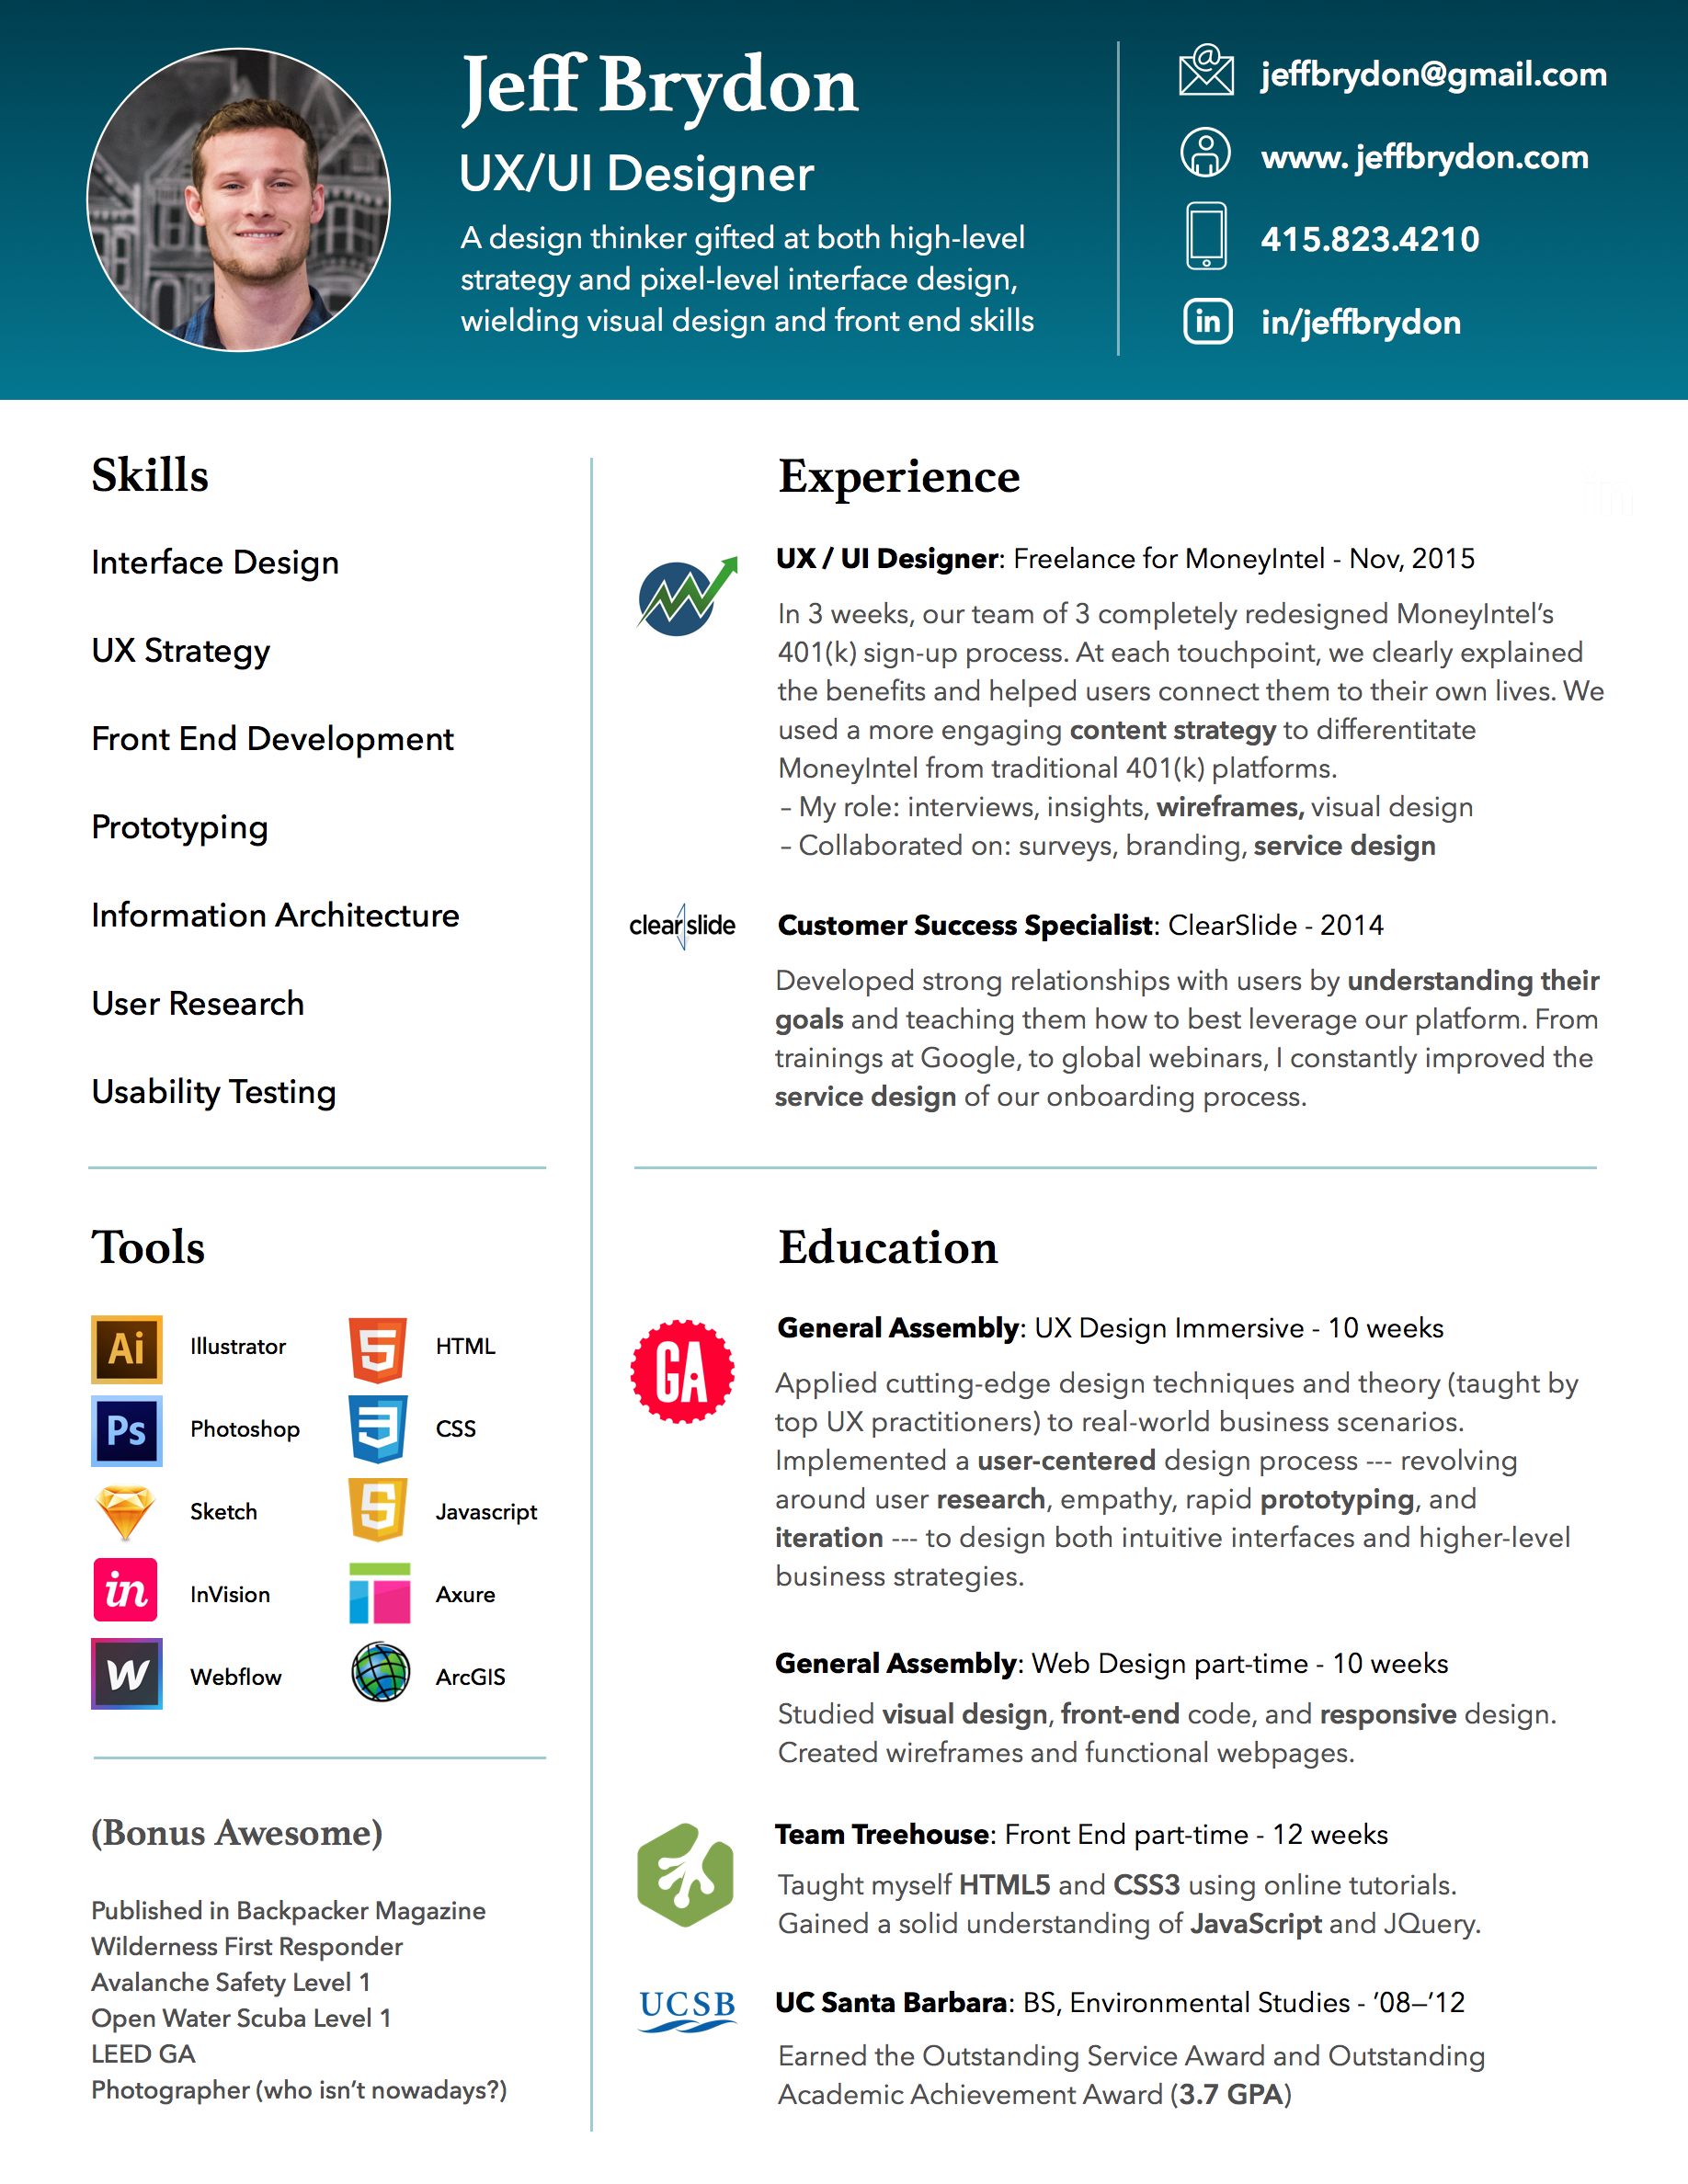 Jeff Brydon
UX/UI Designer
A design thinker gifted at both high-level
strategy and pixel-level interface design,
wielding visual design and front end skills
jeffbrydon@gmail.com
www. jeffbrydon.com
415.823.4210
in in/jeffbrydon
Skills
Interface Design
UX Strategy
Front End Development
Prototyping
Information Architecture
User Research
Usability Testing
Tools
Ai Illustrator
5 HTML
Ps Photoshop
3 CSS
Sketch
5 Javascript
in InVision
Axure
W Webflow
ArcGIS
(Bonus Awesome)
Published in Backpacker Magazine
Wilderness First Responder
Avalanche Safety Level 1
Open Water Scuba Level 1
LEED GA
Photographer (who isn't nowadays?)
Experience
UX / UI Designer: Freelance for MoneyIntel - Nov, 2015
In 3 weeks, our team of 3 completely redesigned MoneyIntel’s
401(k) sign-up process. At each touchpoint, we clearly explained
the benefits and helped users connect them to their own lives. We
used a more engaging content strategy to differentitate
MoneyIntel from traditional 401(k) platforms.
– My role: interviews, insights, wireframes, visual design
– Collaborated on: surveys, branding, service design
clearslide
Customer Success Specialist: ClearSlide - 2014
Developed strong relationships with users by understanding their
goals and teaching them how to best leverage our platform. From
trainings at Google, to global webinars, I constantly improved the
service design of our onboarding process.
Education
GA
General Assembly: UX Design Immersive - 10 weeks
Applied cutting-edge design techniques and theory (taught by
top UX practitioners) to real-world business scenarios.
Implemented a user-centered design process --- revolving
around user research, empathy, rapid prototyping, and
iteration --- to design both intuitive interfaces and higher-level
business strategies.
General Assembly: Web Design part-time - 10 weeks
Studied visual design, front-end code, and responsive design.
Created wireframes and functional webpages.
Team Treehouse: Front End part-time - 12 weeks
Taught myself HTML5 and CSS3 using online tutorials.
Gained a solid understanding of JavaScript and JQuery.
UCSB
UC Santa Barbara: BS, Environmental Studies - ’08–’12
Earned the Outstanding Service Award and Outstanding
Academic Achievement Award (3.7 GPA)